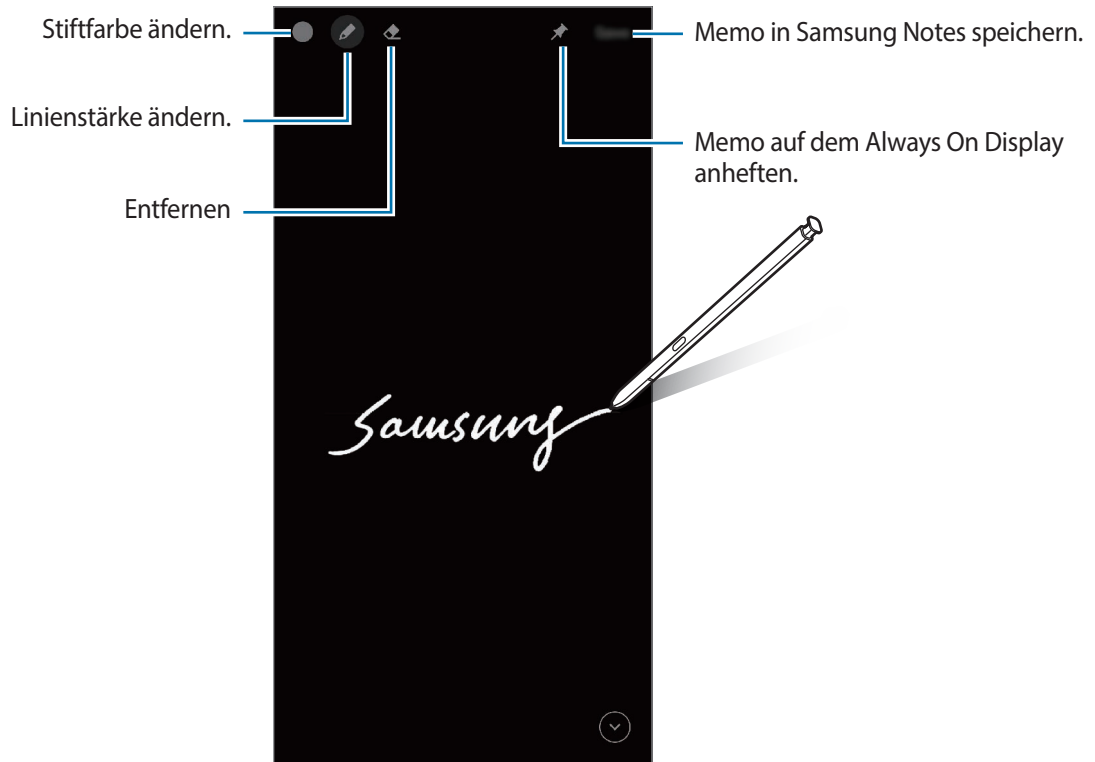 Stiftfarbe ändern.
Memo in Samsung Notes speichern.
Linienstärke ändern.
Memo auf dem Always On Display
anheften.
Entfernen
Samsung